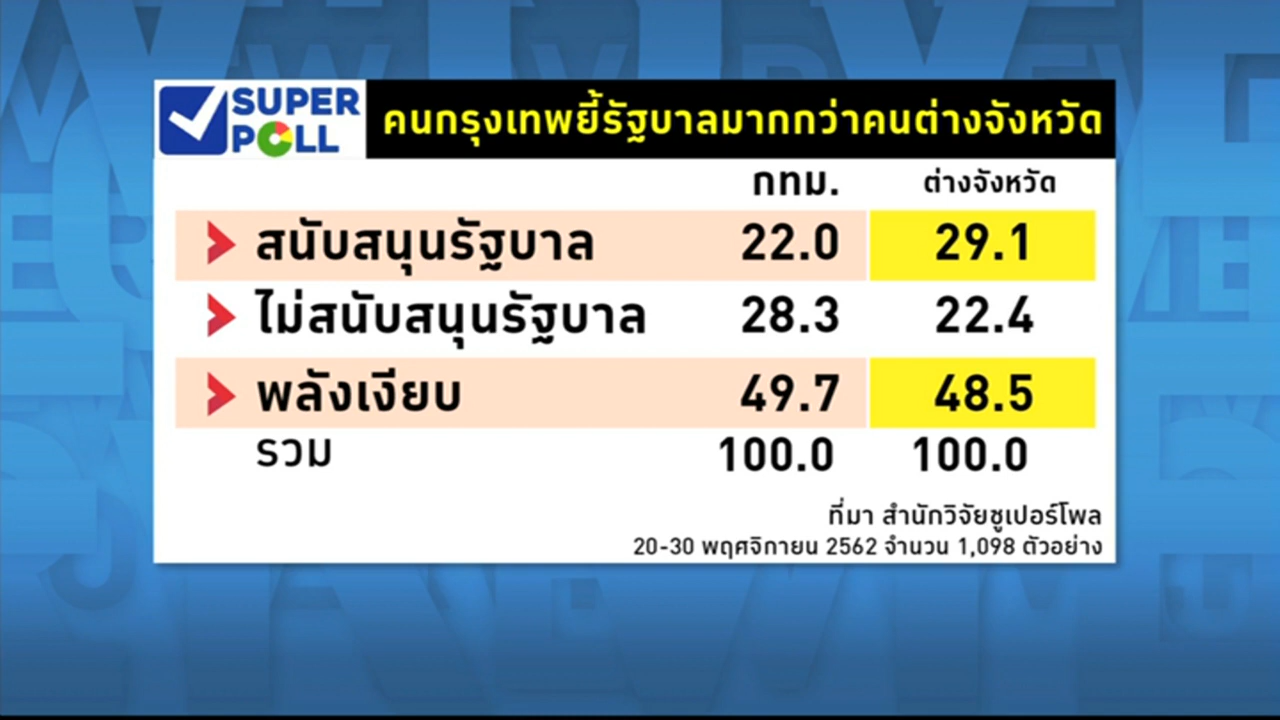 SUPER POLL
คนกรุงเทพยี้รัฐบาลมากกว่าคนต่างจังหวัด
กทม. ต่างจังหวัด
สนับสนุนรัฐบาล 22.0 29.1
ไม่สนับสนุนรัฐบาล 28.3 22.4
พลังเงียบ 49.7 48.5
รวม 100.0 100.0
ที่มา สำนักวิจัยซูเปอร์โพล
20-30 พฤศจิกายน 2562 จำนวน 1,098 ตัวอย่าง